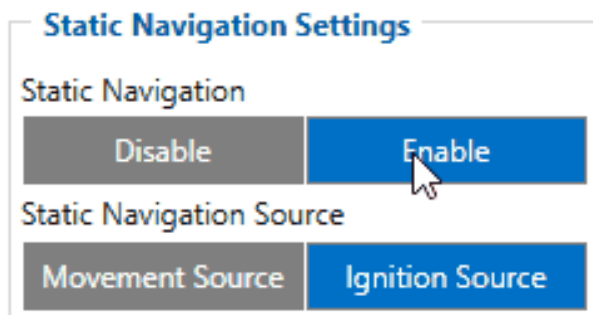 Static Navigation Settings
Static Navigation
Disable Enable
Static Navigation Source
Movement Source Ignition Source